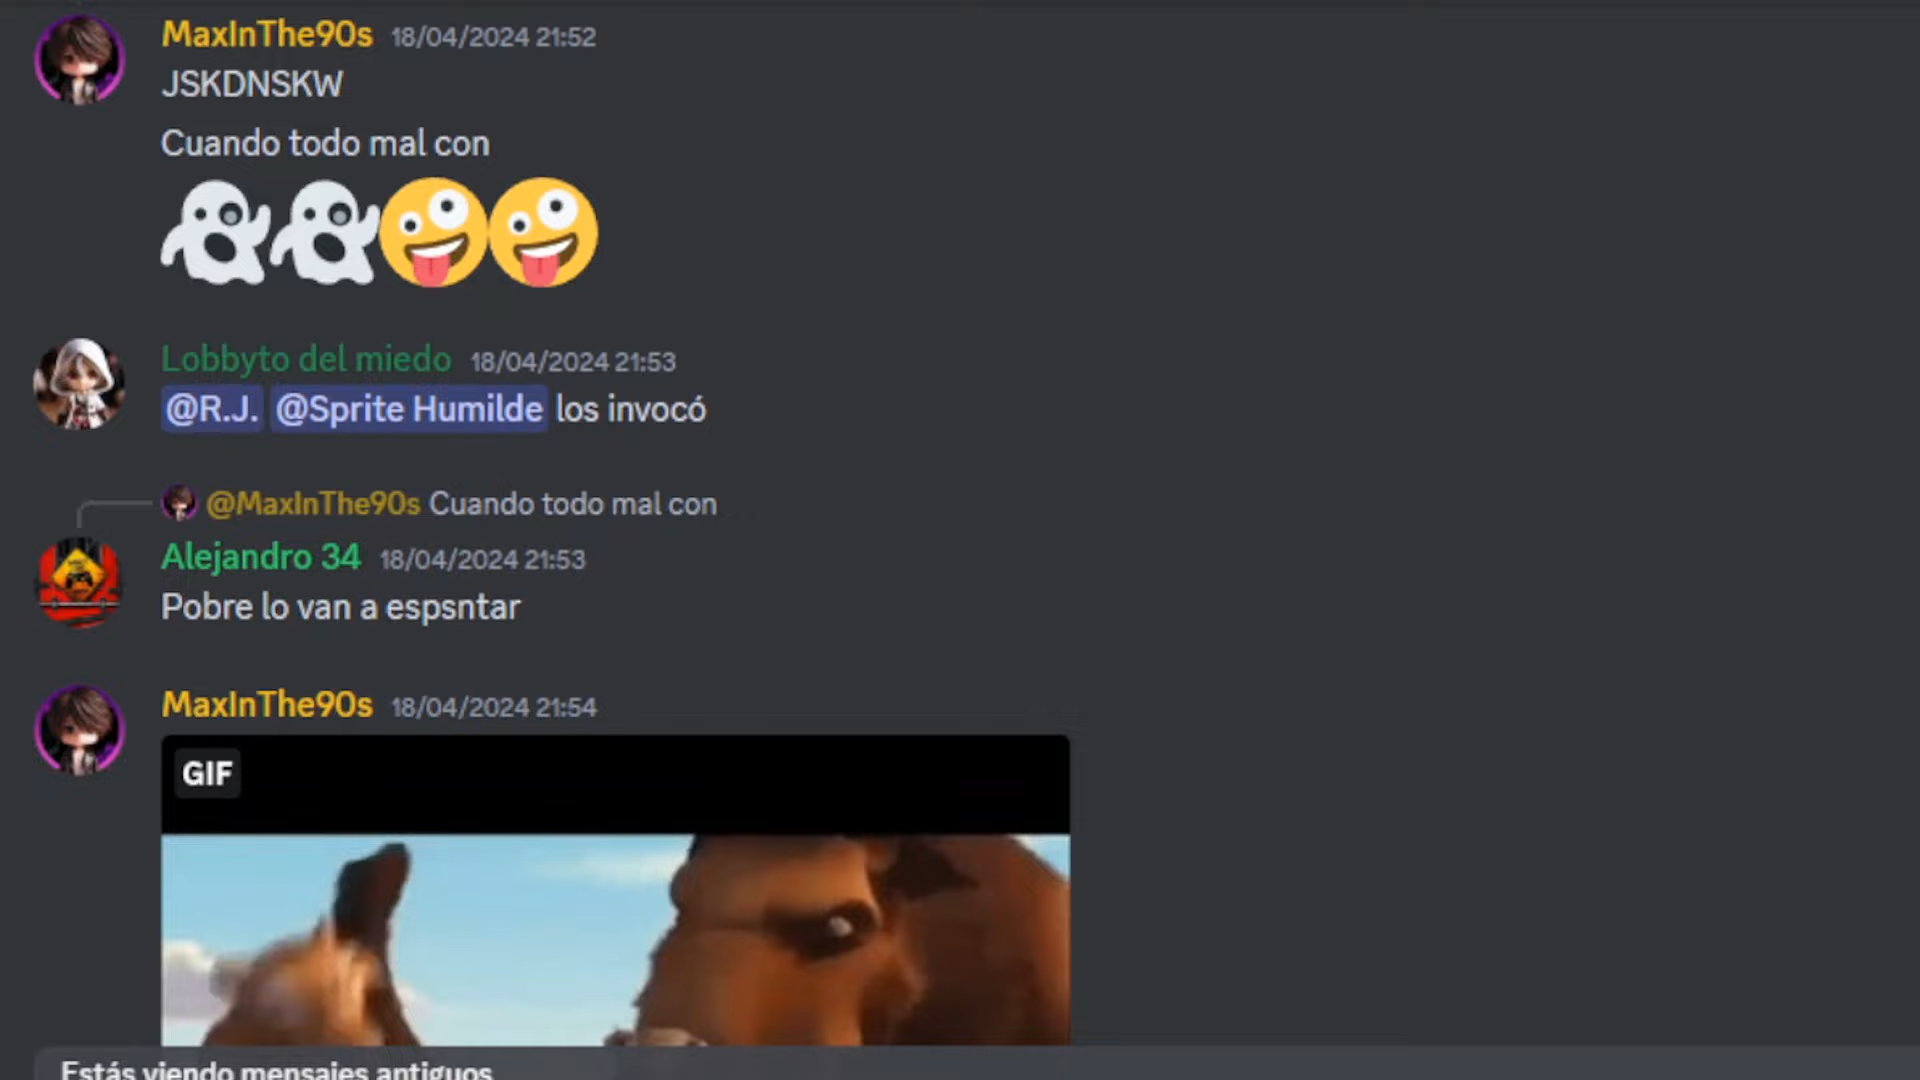 MaxInThe90s 18/04/2024 21:52
JSKDNSKW
Cuando todo mal con
Lobbyto del miedo 18/04/2024 21:53
@R.J. @Sprite Humilde los invocó
@MaxInThe90s Cuando todo mal con
Alejandro 34 18/04/2024 21:53
Pobre lo van a espsntar
MaxInThe90s 18/04/2024 21:54
GIF
Estás viendo mensajes antiguos